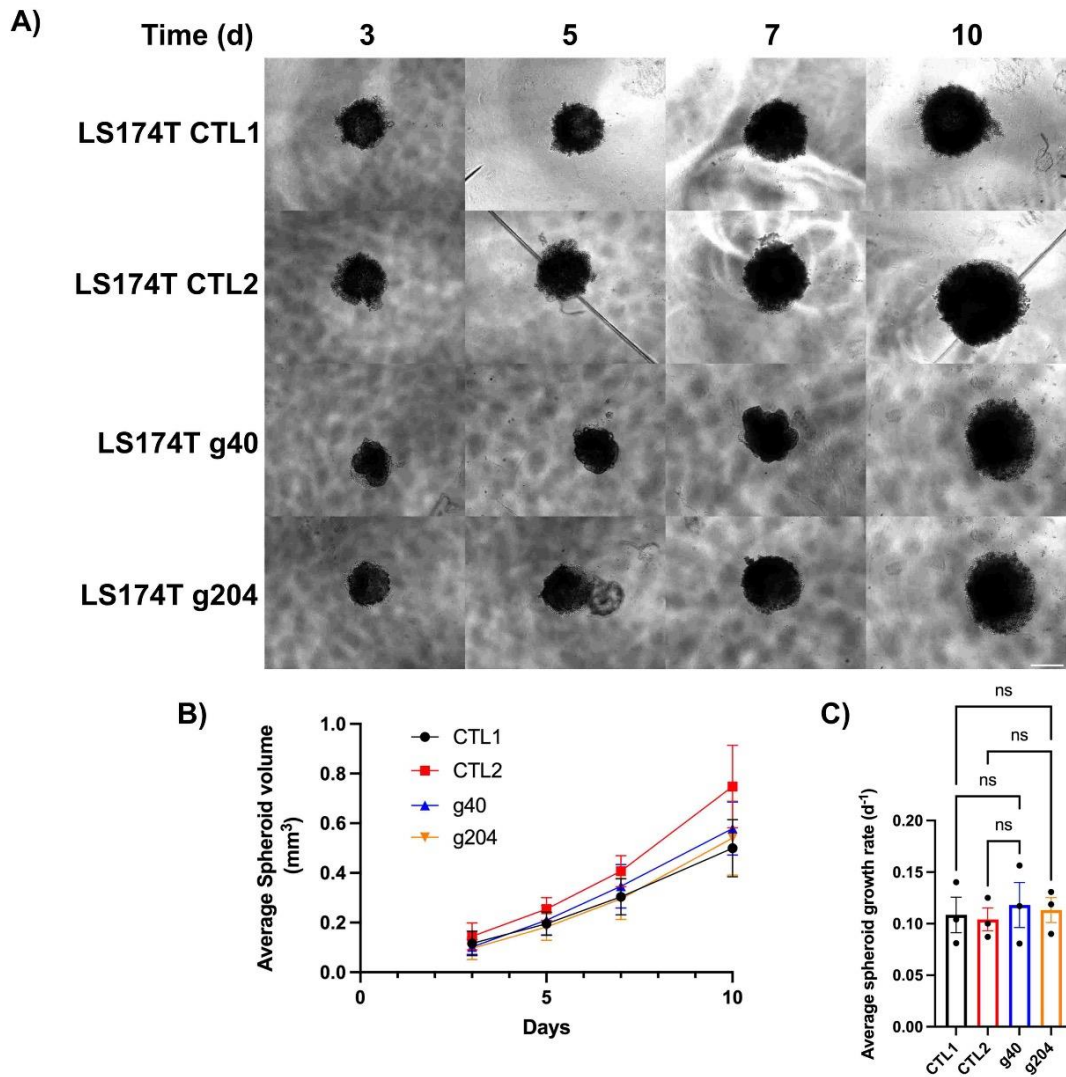 A)
Time (d) 3 5 7 10
LS174T CTL1
LS174T CTL2
LS174T g40
LS174T g204
B)
Average Spheroid volume
(mm³)
1.0
0.8
0.6
0.4
0.2
0.0
0 5 10
Days
CTL1
CTL2
g40
g204
C)
ns
ns
ns
ns
Average spheroid growth rate (d⁻¹)
0.20
0.15
0.10
0.05
0.00
CTL1 CTL2 g40 g204